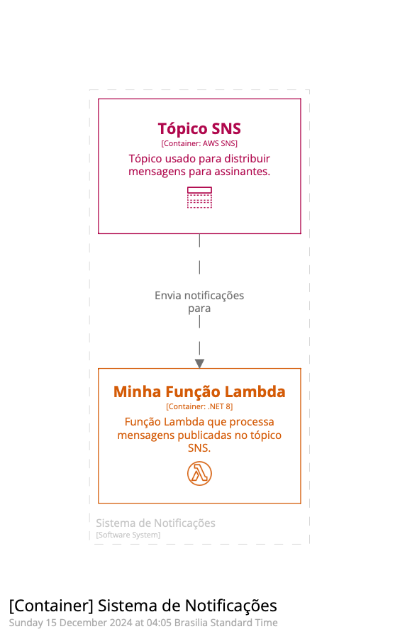 Tópico SNS
[Container: AWS SNS]
Tópico usado para distribuir
mensagens para assinantes.
Envia notificações
para
Minha Função Lambda
[Container: .NET 8]
Função Lambda que processa
mensagens publicadas no tópico
SNS.
Sistema de Notificações
[Software System]
[Container] Sistema de Notificações
Sunday 15 December 2024 at 04:05 Brasilia Standard Time